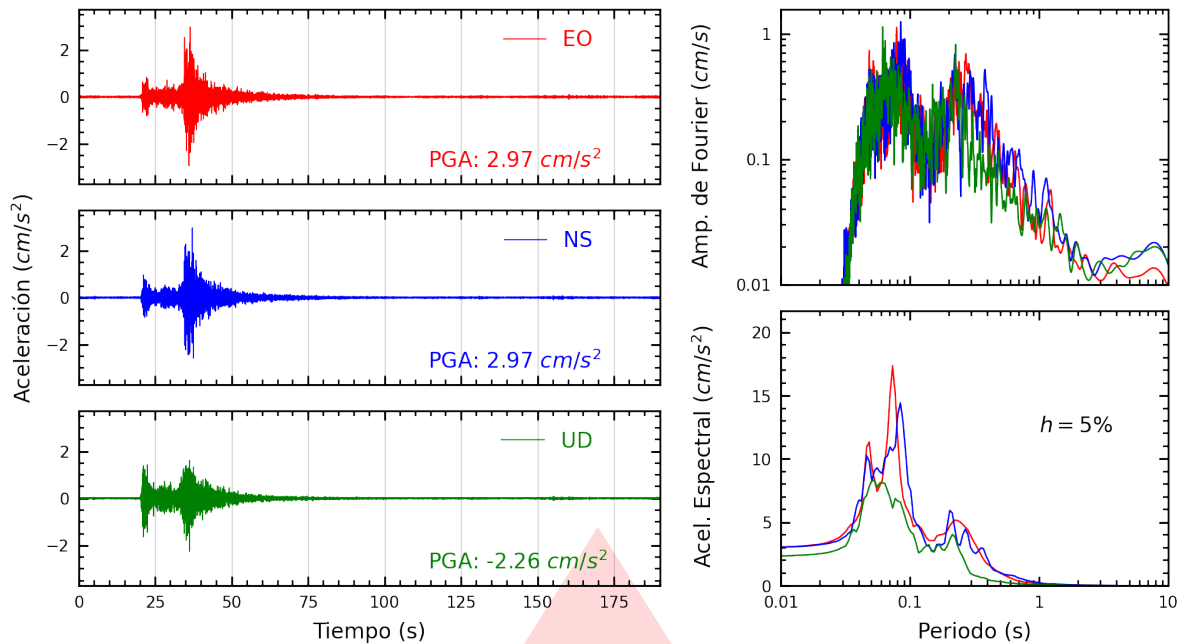 Aceleración (cm/s²)
2
0
−2
EO
PGA: 2.97 cm/s²
2
0
−2
NS
PGA: 2.97 cm/s²
2
0
−2
UD
PGA: -2.26 cm/s²
0 25 50 75 100 125 150 175
Tiempo (s)
Amp. de Fourier (cm/s)
1
0.1
0.01
Acel. Espectral (cm/s²)
20
15
10
5
0
h = 5%
0.01 0.1 1 10
Periodo (s)